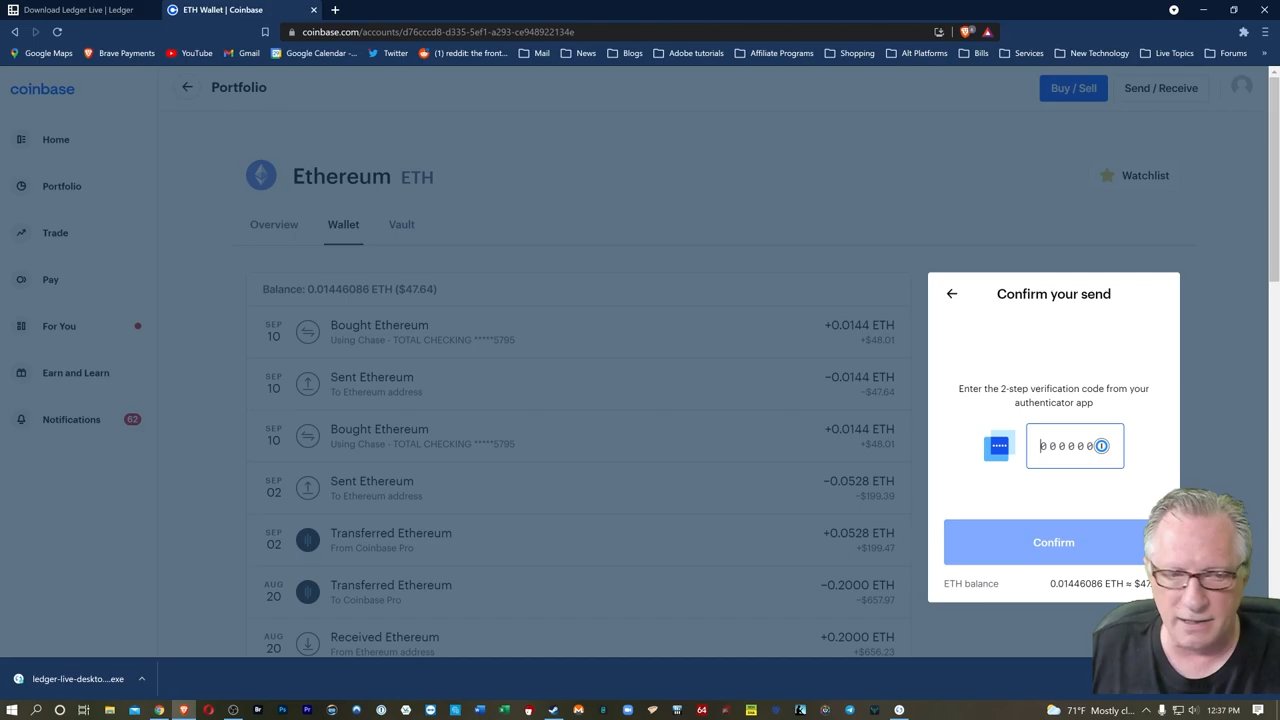 Download Ledger Live | Ledger
ETH Wallet | Coinbase
coinbase.com/accounts/d76cccd8-d335-5ef1-a293-ce948922134e
Google Maps
Brave Payments
YouTube
Gmail
Google Calendar -...
Twitter
(1) reddit: the front...
Mail
News
Blogs
Adobe tutorials
Affiliate Programs
Shopping
Alt Platforms
Bills
Services
New Technology
Long Articles
Forums
coinbase
Portfolio
Buy / Sell
Send / Receive
Home
Portfolio
Trade
Pay
For You
Earn and Learn
Notifications
62
Ethereum ETH
Watchlist
Overview
Wallet
Vault
Balance: 0.01446086 ETH ($47.64)
SEP
10
Bought Ethereum
Using Chase - TOTAL CHECKING *****5795
+0.0144 ETH
+$48.01
SEP
10
Sent Ethereum
To Ethereum address
−0.0144 ETH
−$47.64
SEP
10
Bought Ethereum
Using Chase - TOTAL CHECKING *****5795
+0.0144 ETH
+$48.01
SEP
02
Sent Ethereum
To Ethereum address
−0.0528 ETH
−$199.39
SEP
02
Transferred Ethereum
From Coinbase Pro
+0.0528 ETH
+$199.47
AUG
20
Transferred Ethereum
To Coinbase Pro
−0.2000 ETH
−$657.97
AUG
20
Received Ethereum
From Ethereum address
+0.2000 ETH
+$656.23
Confirm your send
Enter the 2-step verification code from your
authenticator app
000000
Confirm
ETH balance
0.01446086 ETH ≈ $47
ledger-live-deskto....exe
71°F Mostly cl...
12:37 PM